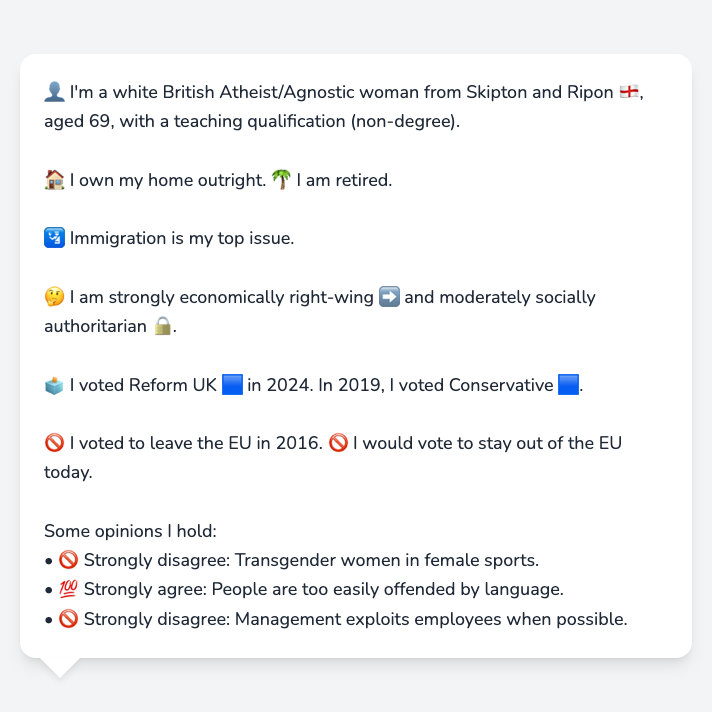 👤 I'm a white British Atheist/Agnostic woman from Skipton and Ripon 🏴󠁧󠁢󠁥󠁮󠁧󠁿,
aged 69, with a teaching qualification (non-degree).
🏠 I own my home outright. 🌴 I am retired.
🛂 Immigration is my top issue.
🤔 I am strongly economically right-wing ➡️ and moderately socially
authoritarian 🔒.
🗳️ I voted Reform UK 🟦 in 2024. In 2019, I voted Conservative 🟦.
🚫 I voted to leave the EU in 2016. 🚫 I would vote to stay out of the EU
today.
Some opinions I hold:
• 🚫 Strongly disagree: Transgender women in female sports.
• 💯 Strongly agree: People are too easily offended by language.
• 🚫 Strongly disagree: Management exploits employees when possible.